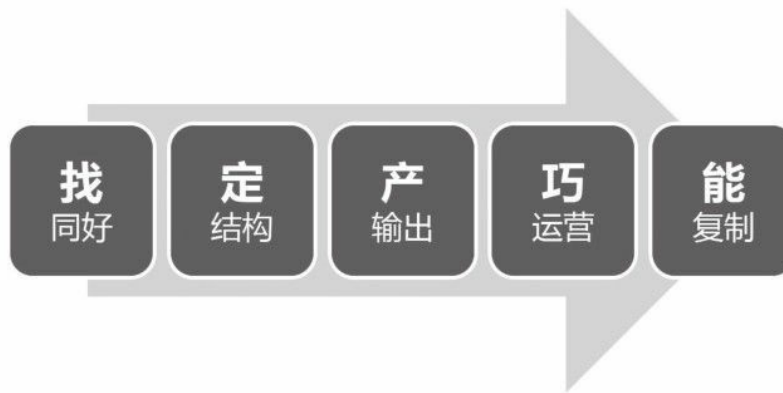 找
同好
定
结构
产
输出
巧
运营
能
复制